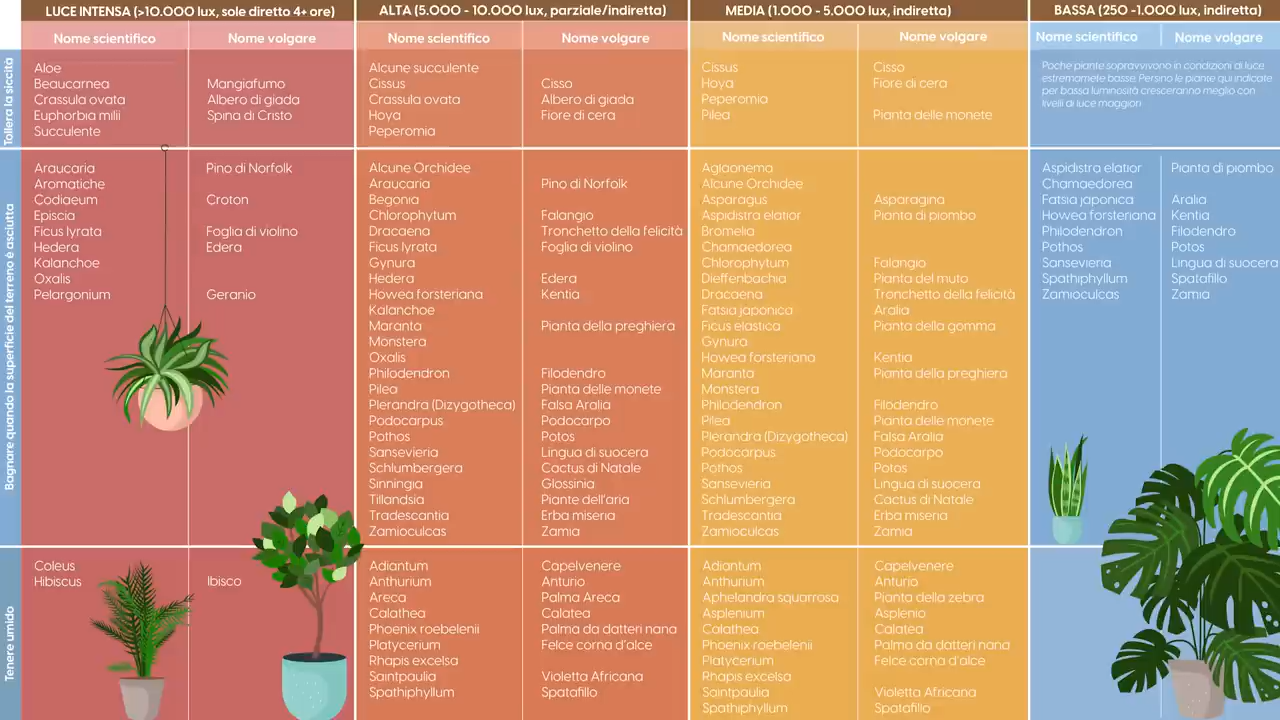 LUCE INTENSA (>10.000 lux, sole diretto 4+ ore)
Nome scientifico
Nome volgare
Tollera la siccità
Aloe
Beaucarnea Mangiafumo
Crassula ovata Albero di giada
Euphorbia milii Spina di Cristo
Succulente
Bagnare quando la superficie del terreno è asciutta
Araucaria Pino di Norfolk
Aromatiche
Codiaeum Croton
Episcia
Ficus lyrata Foglia di violino
Hedera Edera
Kalanchoe
Oxalis
Pelargonium Geranio
Tenere umido
Coleus
Hibiscus Ibisco
ALTA (5.000 - 10.000 lux, parziale/indiretta)
Nome scientifico
Nome volgare
Alcune succulente
Cissus Cisso
Crassula ovata Albero di giada
Hoya Fiore di cera
Peperomia
Alcune Orchidee
Araucaria Pino di Norfolk
Begonia
Chlorophytum Falangio
Dracaena Tronchetto della felicità
Ficus lyrata Foglia di violino
Gynura
Hedera Edera
Howea forsteriana Kentia
Kalanchoe
Maranta Pianta della preghiera
Monstera
Oxalis
Philodendron Filodendro
Pilea Pianta delle monete
Plerandra (Dizygotheca) Falsa Aralia
Podocarpus Podocarpo
Pothos Potos
Sansevieria Lingua di suocera
Schlumbergera Cactus di Natale
Sinningia Glossinia
Tillandsia Piante dell'aria
Tradescantia Erba miseria
Zamioculcas Zamia
Adiantum Capelvenere
Anthurium Anturio
Areca Palma Areca
Calathea Calatea
Phoenix roebelenii Palma da datteri nana
Platycerium Felce corna d'alce
Rhapis excelsa
Saintpaulia Violetta Africana
Spathiphyllum Spatafillo
MEDIA (1.000 - 5.000 lux, indiretta)
Nome scientifico
Nome volgare
Cissus Cisso
Hoya Fiore di cera
Peperomia
Pilea Pianta delle monete
Aglaonema
Alcune Orchidee
Asparagus Asparagina
Aspidistra elatior Pianta di piombo
Bromelia
Chamaedorea
Chlorophytum Falangio
Dieffenbachia Pianta del muto
Dracaena Tronchetto della felicità
Fatsia japonica Aralia
Ficus elastica Pianta della gomma
Gynura
Howea forsteriana Kentia
Maranta Pianta della preghiera
Monstera
Philodendron Filodendro
Pilea Pianta delle monete
Plerandra (Dizygotheca) Falsa Aralia
Podocarpus Podocarpo
Pothos Potos
Sansevieria Lingua di suocera
Schlumbergera Cactus di Natale
Tradescantia Erba miseria
Zamioculcas Zamia
Adiantum Capelvenere
Anthurium Anturio
Aphelandra squarrosa Pianta della zebra
Asplenium Asplenio
Calathea Calatea
Phoenix roebelenii Palma da datteri nana
Platycerium Felce corna d'alce
Rhapis excelsa
Saintpaulia Violetta Africana
Spathiphyllum Spatafillo
BASSA (250 -1.000 lux, indiretta)
Nome scientifico
Nome volgare
Poche piante sopravvivono in condizioni di luce
estremamete basse. Persino le piante qui indicate
per bassa luminosità cresceranno meglio con
livelli di luce maggiori
Aspidistra elatior Pianta di piombo
Chamaedorea
Fatsia japonica Aralia
Howea forsteriana Kentia
Philodendron Filodendro
Pothos Potos
Sansevieria Lingua di suocera
Spathiphyllum Spatafillo
Zamioculcas Zamia